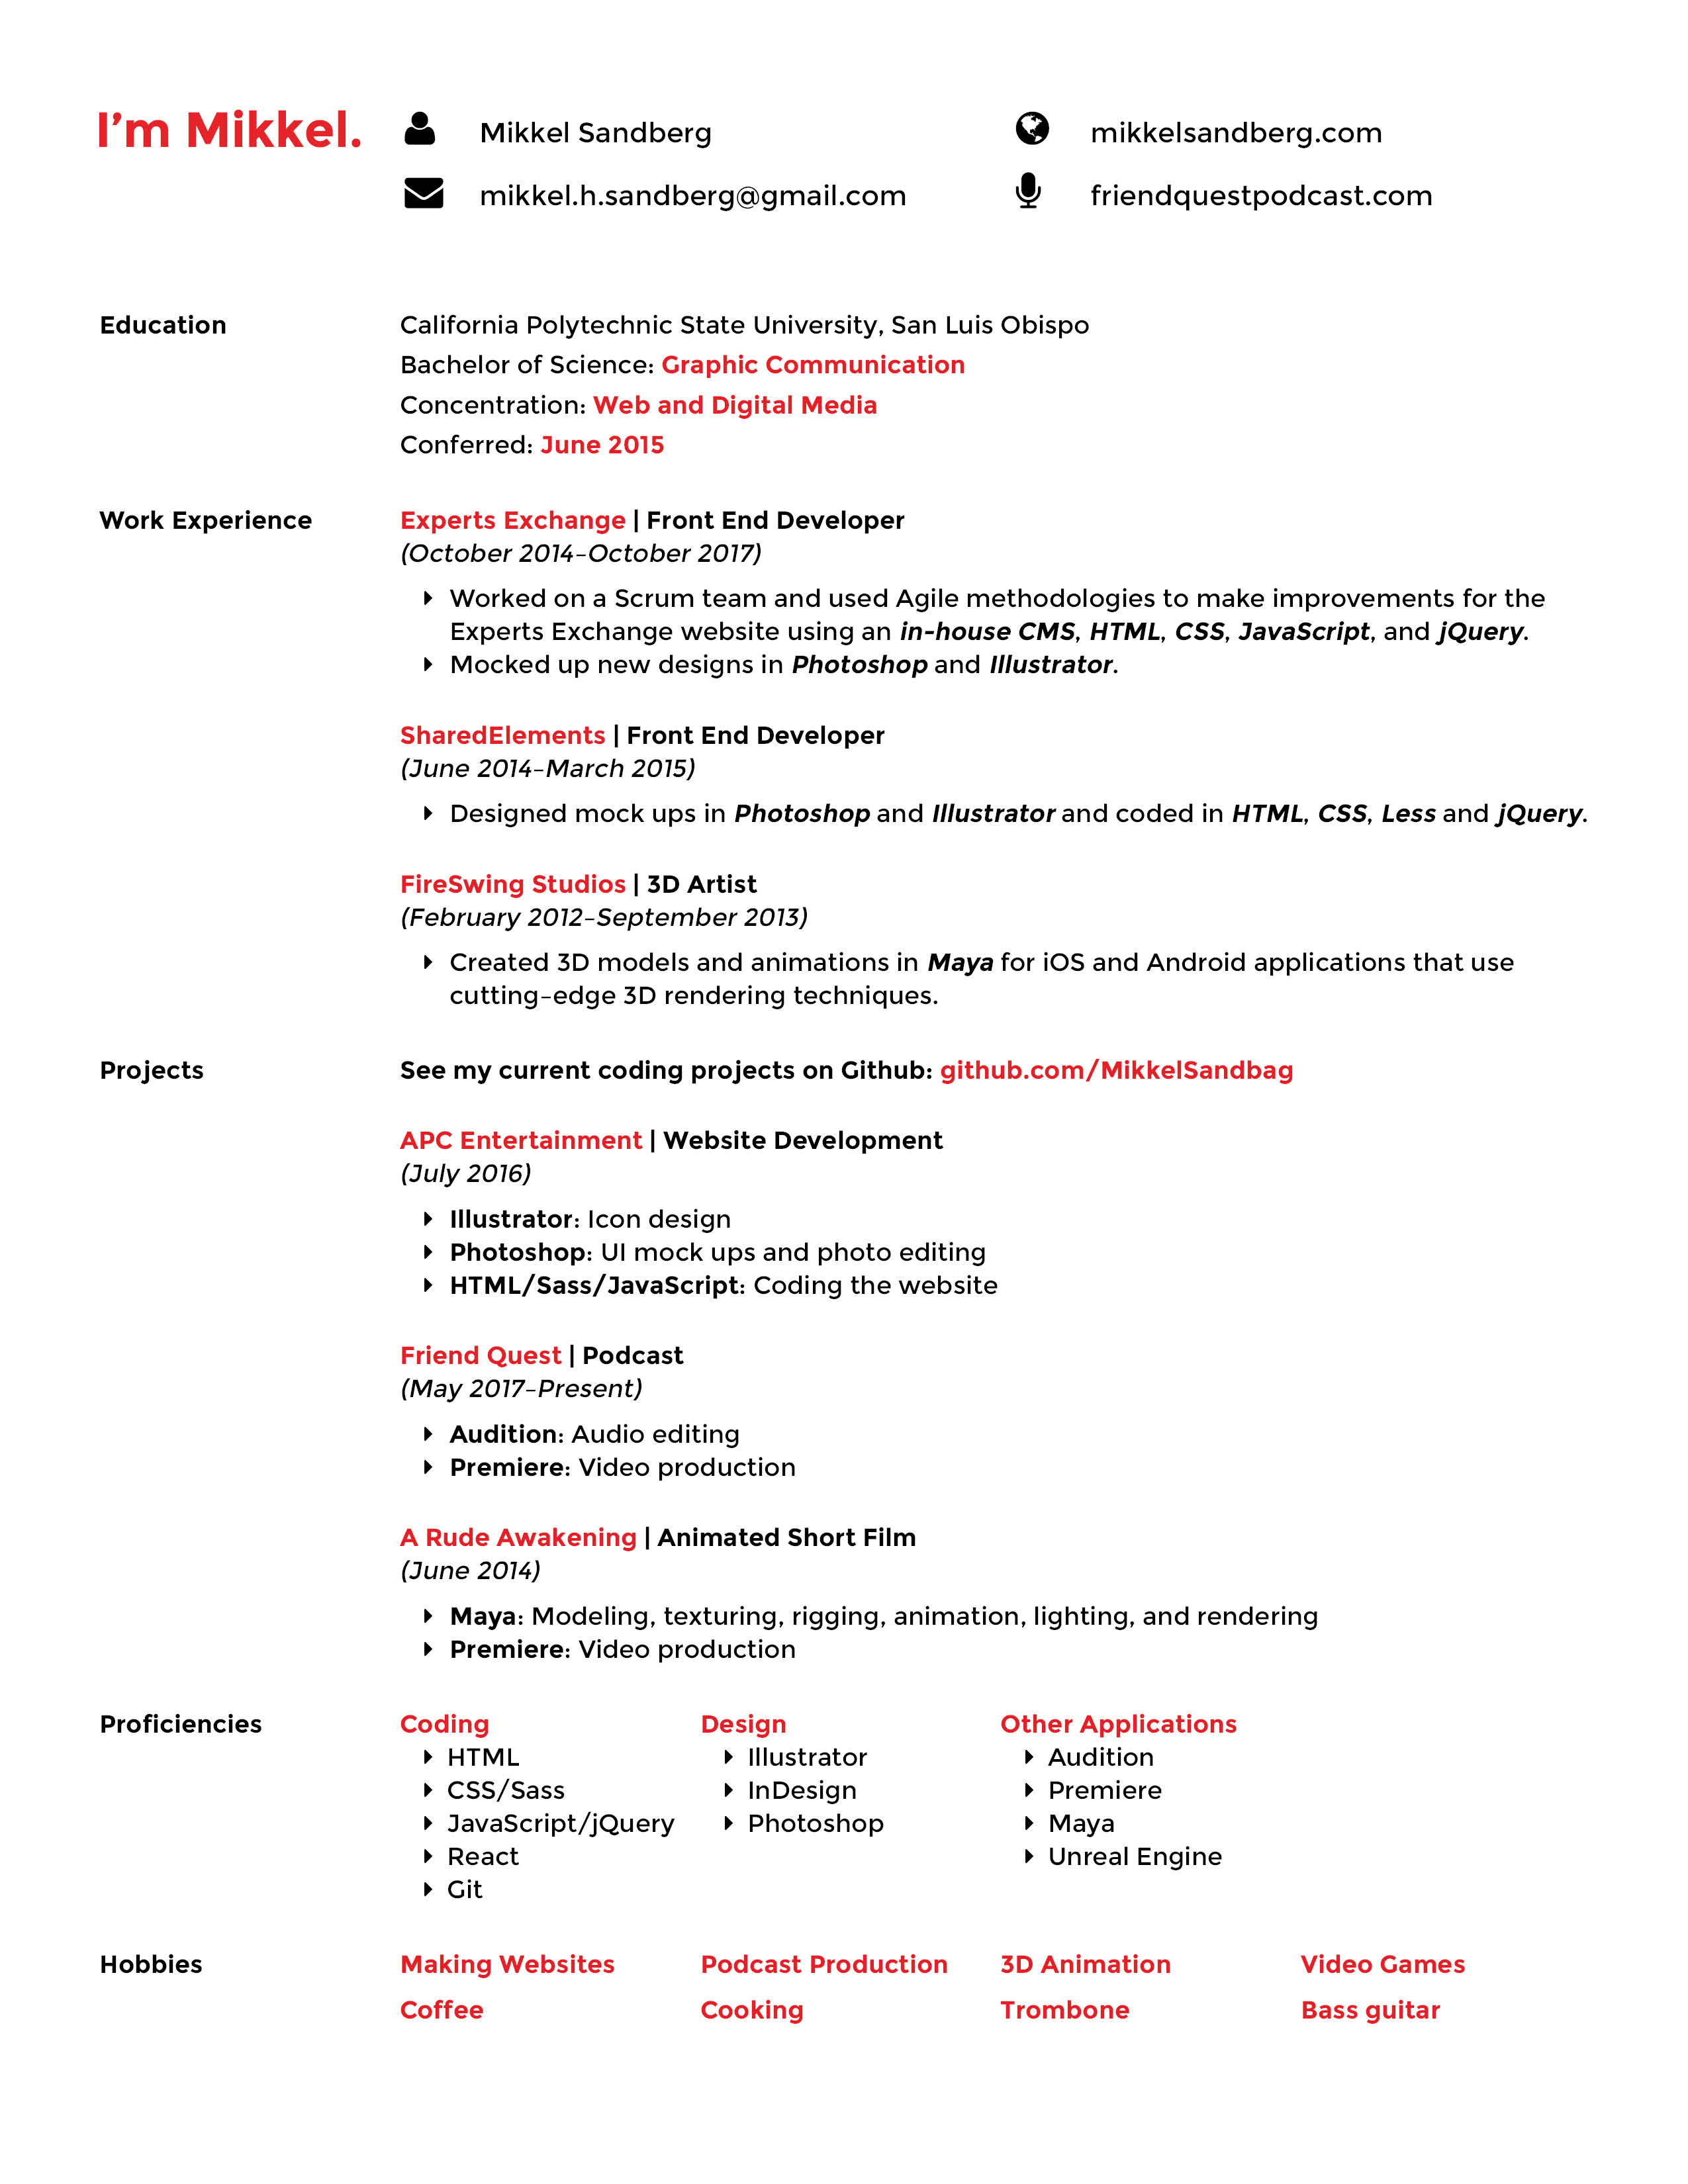 I'm Mikkel.
Mikkel Sandberg
mikkelsandberg.com
mikkel.h.sandberg@gmail.com
friendquestpodcast.com
Education
California Polytechnic State University, San Luis Obispo
Bachelor of Science: Graphic Communication
Concentration: Web and Digital Media
Conferred: June 2015
Work Experience
Experts Exchange | Front End Developer
(October 2014–October 2017)
Worked on a Scrum team and used Agile methodologies to make improvements for the
Experts Exchange website using an in-house CMS, HTML, CSS, JavaScript, and jQuery.
Mocked up new designs in Photoshop and Illustrator.
SharedElements | Front End Developer
(June 2014–March 2015)
Designed mock ups in Photoshop and Illustrator and coded in HTML, CSS, Less and jQuery.
FireSwing Studios | 3D Artist
(February 2012–September 2013)
Created 3D models and animations in Maya for iOS and Android applications that use
cutting-edge 3D rendering techniques.
Projects
See my current coding projects on Github: github.com/MikkelSandbag
APC Entertainment | Website Development
(July 2016)
Illustrator: Icon design
Photoshop: UI mock ups and photo editing
HTML/Sass/JavaScript: Coding the website
Friend Quest | Podcast
(May 2017–Present)
Audition: Audio editing
Premiere: Video production
A Rude Awakening | Animated Short Film
(June 2014)
Maya: Modeling, texturing, rigging, animation, lighting, and rendering
Premiere: Video production
Proficiencies
Coding
HTML
CSS/Sass
JavaScript/jQuery
React
Git
Design
Illustrator
InDesign
Photoshop
Other Applications
Audition
Premiere
Maya
Unreal Engine
Hobbies
Making Websites
Podcast Production
3D Animation
Video Games
Coffee
Cooking
Trombone
Bass guitar